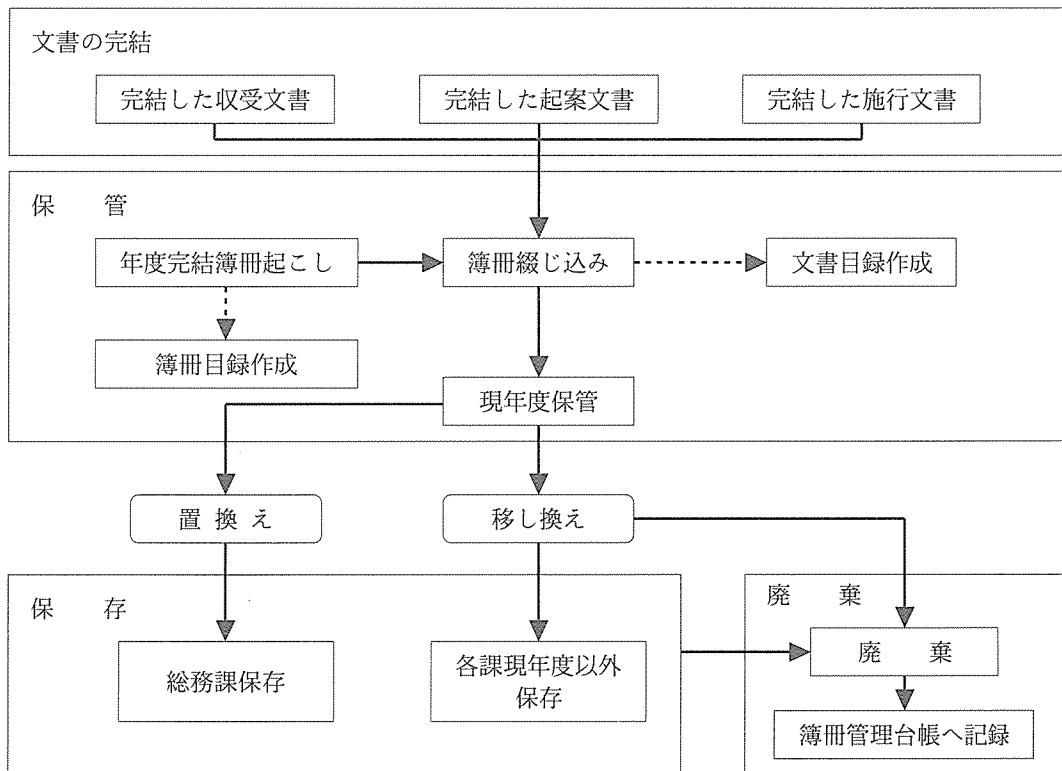 文書の完結
完結した収受文書
完結した起案文書
完結した施行文書
保　管
年度完結簿冊起こし
簿冊綴じ込み
文書目録作成
簿冊目録作成
現年度保管
置 換 え
移し換え
保　存
総務課保存
各課現年度以外
保存
廃　棄
廃　棄
簿冊管理台帳へ記録